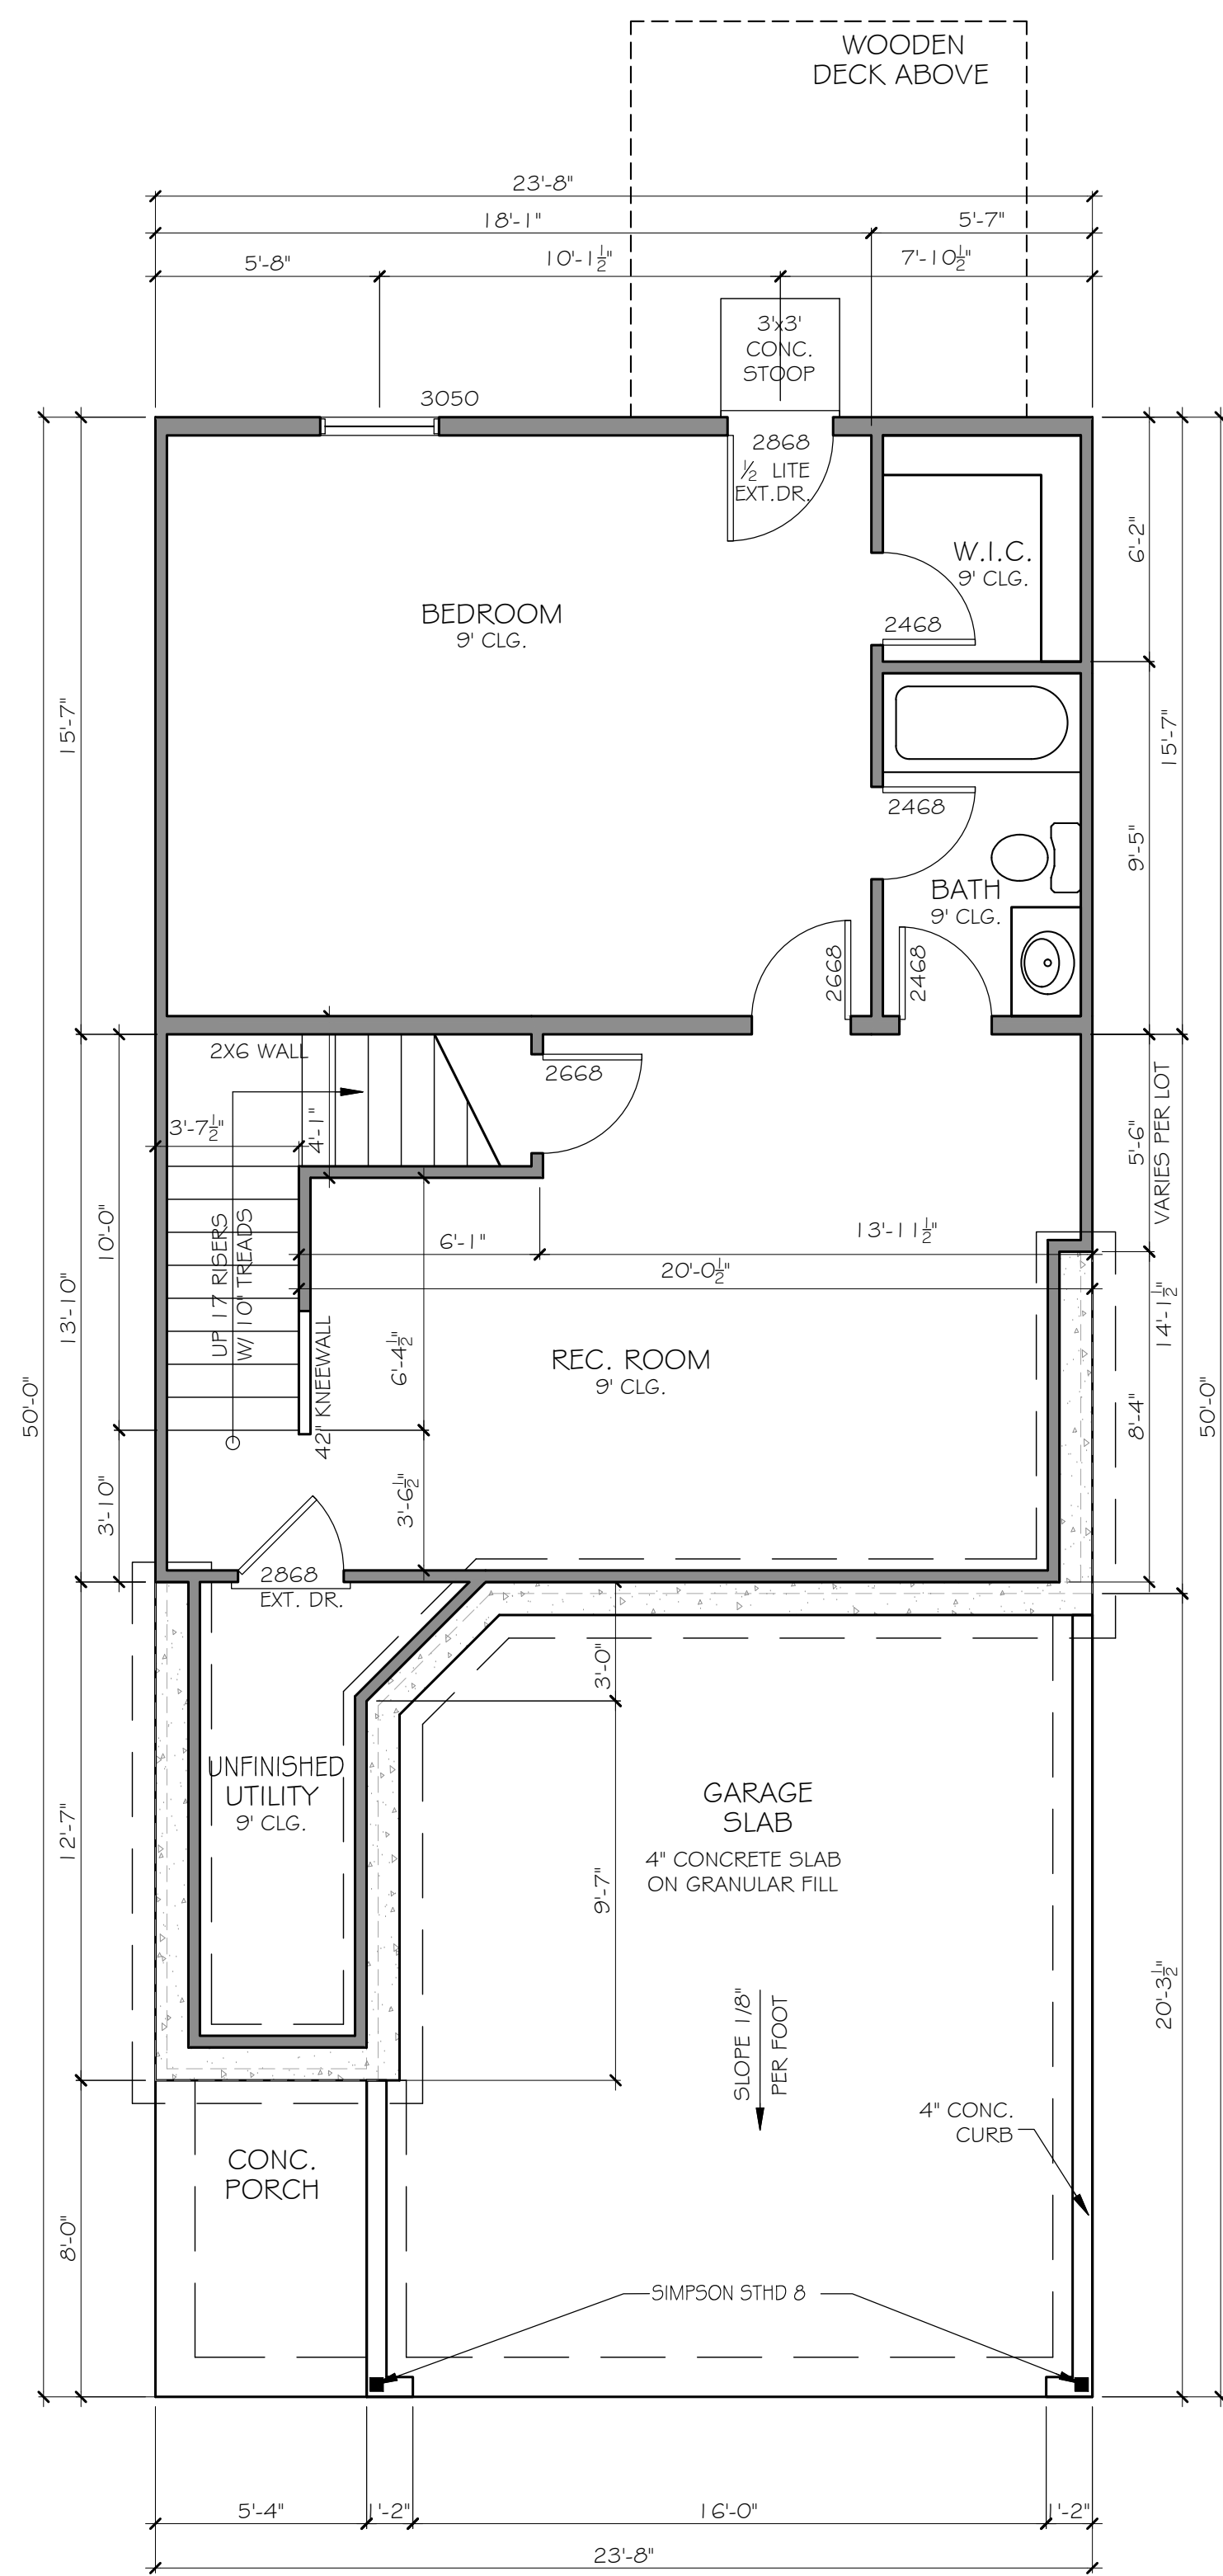 WOODEN
DECK ABOVE
23'-8"
18'-1"
5'-7"
5'-8"
10'-1½"
7'-10½"
3'x3'
CONC.
STOOP
3050
2868
½ LITE
EXT.DR.
W.I.C.
9' CLG.
6'-2"
BEDROOM
9' CLG.
2468
15'-7"
15'-7"
2468
9'-5"
BATH
9' CLG.
2668
2468
2X6 WALL
2668
3'-7½"
4'-1"
5'-6"
VARIES PER LOT
10'-0"
UP 17 RISERS
W/ 10" TREADS
6'-1"
13'-11½"
20'-0½"
13'-10"
14'-1½"
42" KNEEWALL
6'-4½"
REC. ROOM
9' CLG.
50'-0"
8'-4"
50'-0"
3'-10"
3'-6½"
2868
EXT. DR.
3'-0"
UNFINISHED
UTILITY
9' CLG.
GARAGE
SLAB
4" CONCRETE SLAB
ON GRANULAR FILL
12'-7"
9'-7"
20'-3½"
SLOPE 1/8"
PER FOOT
4" CONC.
CURB
CONC.
PORCH
8'-0"
SIMPSON STHD 8
5'-4"
1'-2"
16'-0"
1'-2"
23'-8"